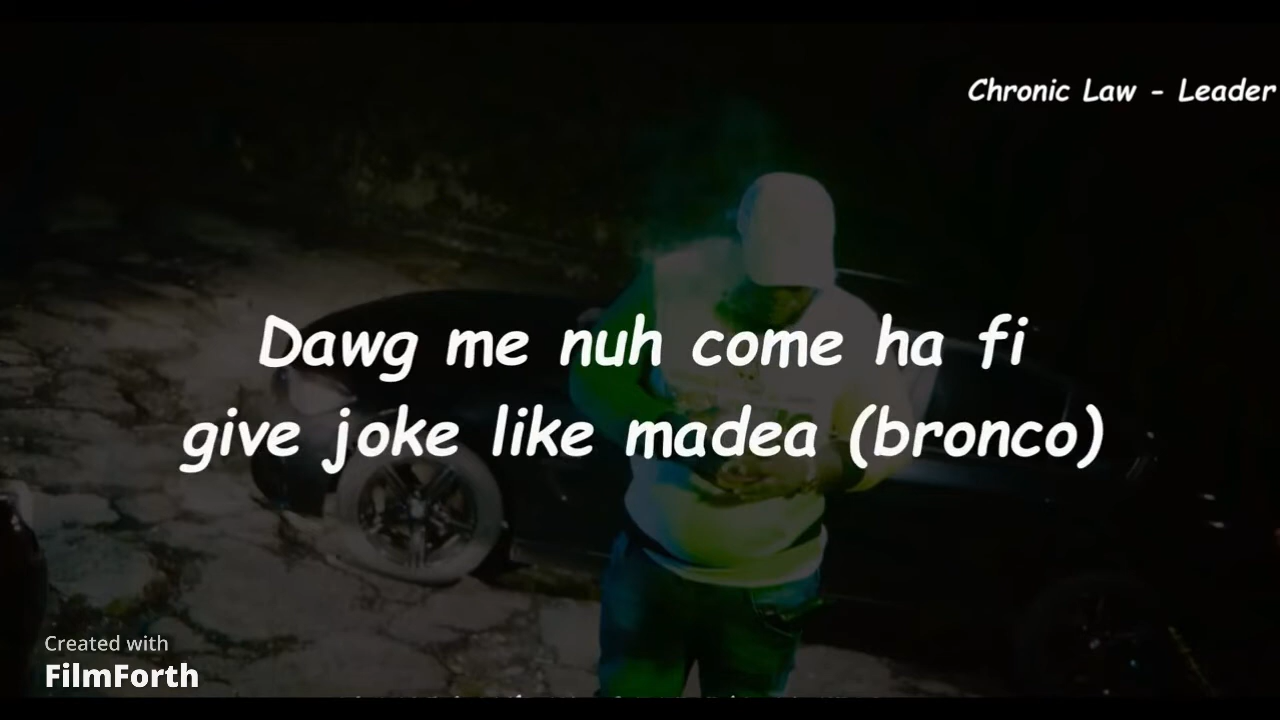 Chronic Law - Leader
Dawg me nuh come ha fi
give joke like madea (bronco)
Created with
FilmForth